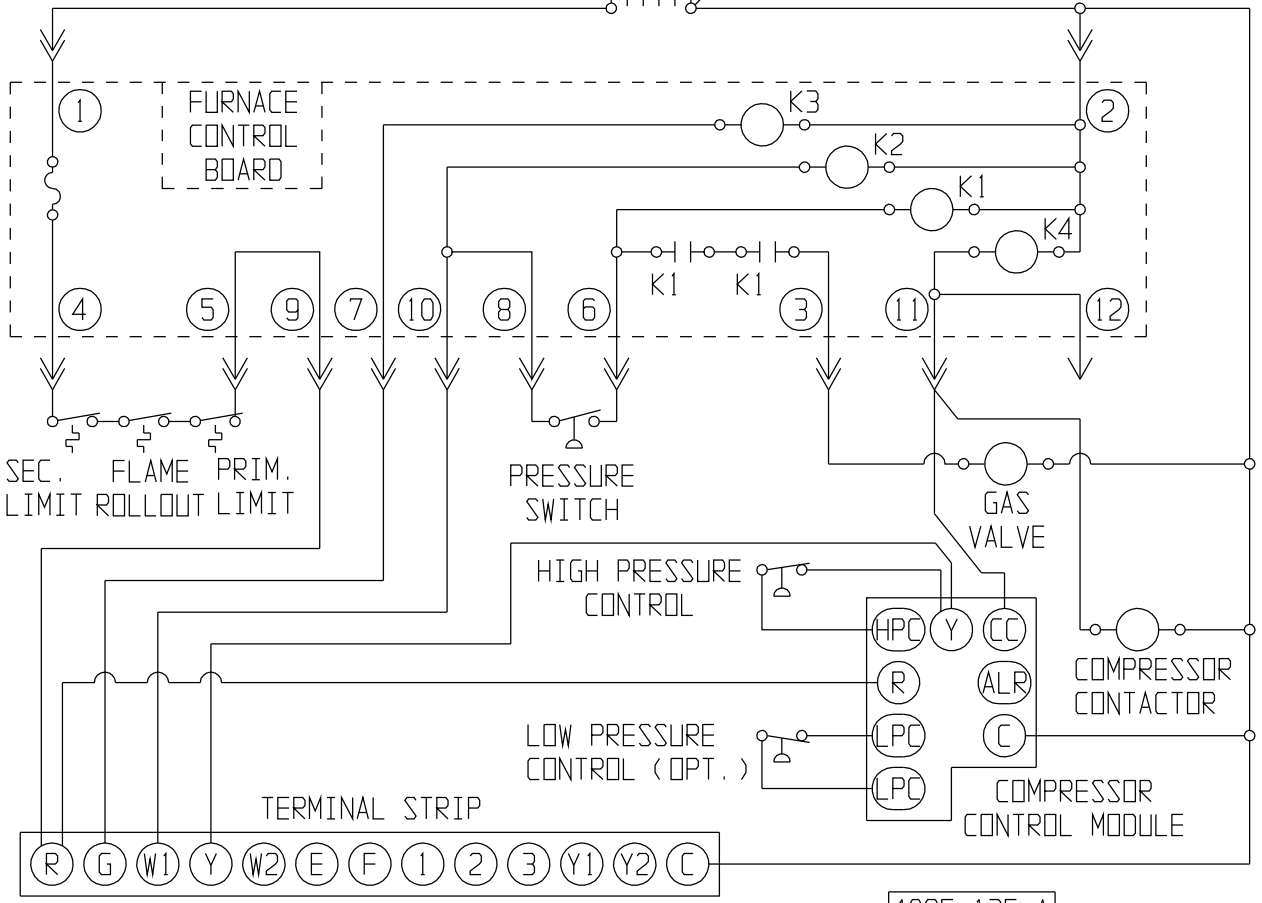 1
FURNACE
CONTROL
BOARD
K3
2
K2
K1
K4
K1
K1
4
5
9
7
10
8
6
3
11
12
SEC.
LIMIT
FLAME
ROLLOUT
PRIM.
LIMIT
PRESSURE
SWITCH
GAS
VALVE
HIGH PRESSURE
CONTROL
HPC
Y
CC
R
ALR
LPC
C
LPC
COMPRESSOR
CONTACTOR
LOW PRESSURE
CONTROL (OPT.)
COMPRESSOR
CONTROL MODULE
TERMINAL STRIP
R G W1 Y W2 E F 1 2 3 Y1 Y2 C